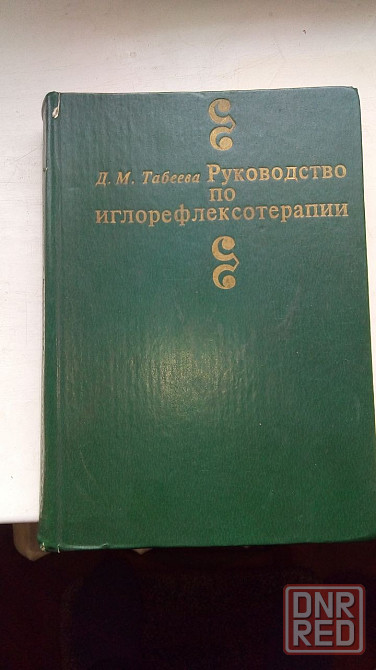 Д. М. Табеева Руководство
по
иглорефлексотерапии
DNR
RED